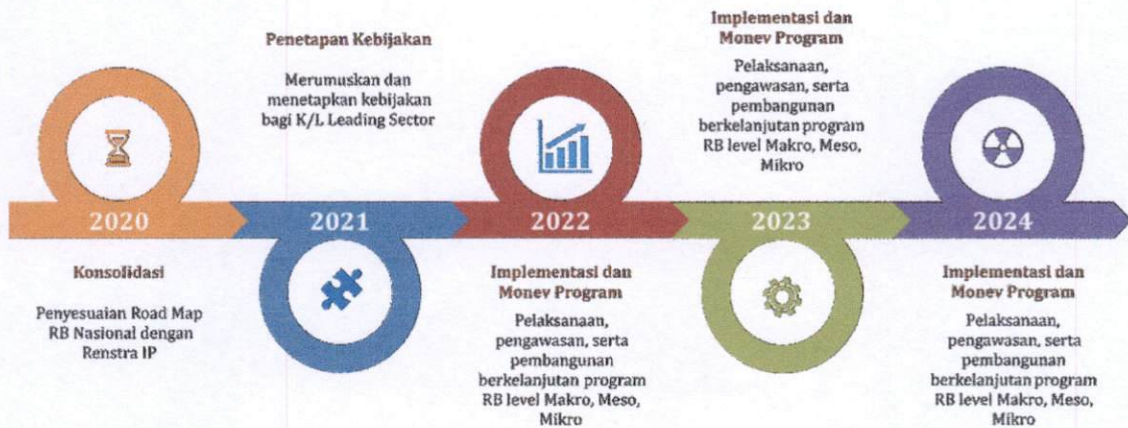 2020
Konsolidasi
Penyesuaian Road Map
RB Nasional dengan
Renstra IP
Penetapan Kebijakan
Merumuskan dan
menetapkan kebijakan
bagi K/L Leading Sector
2021
2022
Implementasi dan
Monev Program
Pelaksanaan,
pengawasan, serta
pembangunan
berkelanjutan program
RB level Makro, Meso,
Mikro
Implementasi dan
Monev Program
Pelaksanaan,
pengawasan, serta
pembangunan
berkelanjutan program
RB level Makro, Meso,
Mikro
2023
2024
Implementasi dan
Monev Program
Pelaksanaan,
pengawasan, serta
pembangunan
berkelanjutan program
RB level Makro, Meso,
Mikro